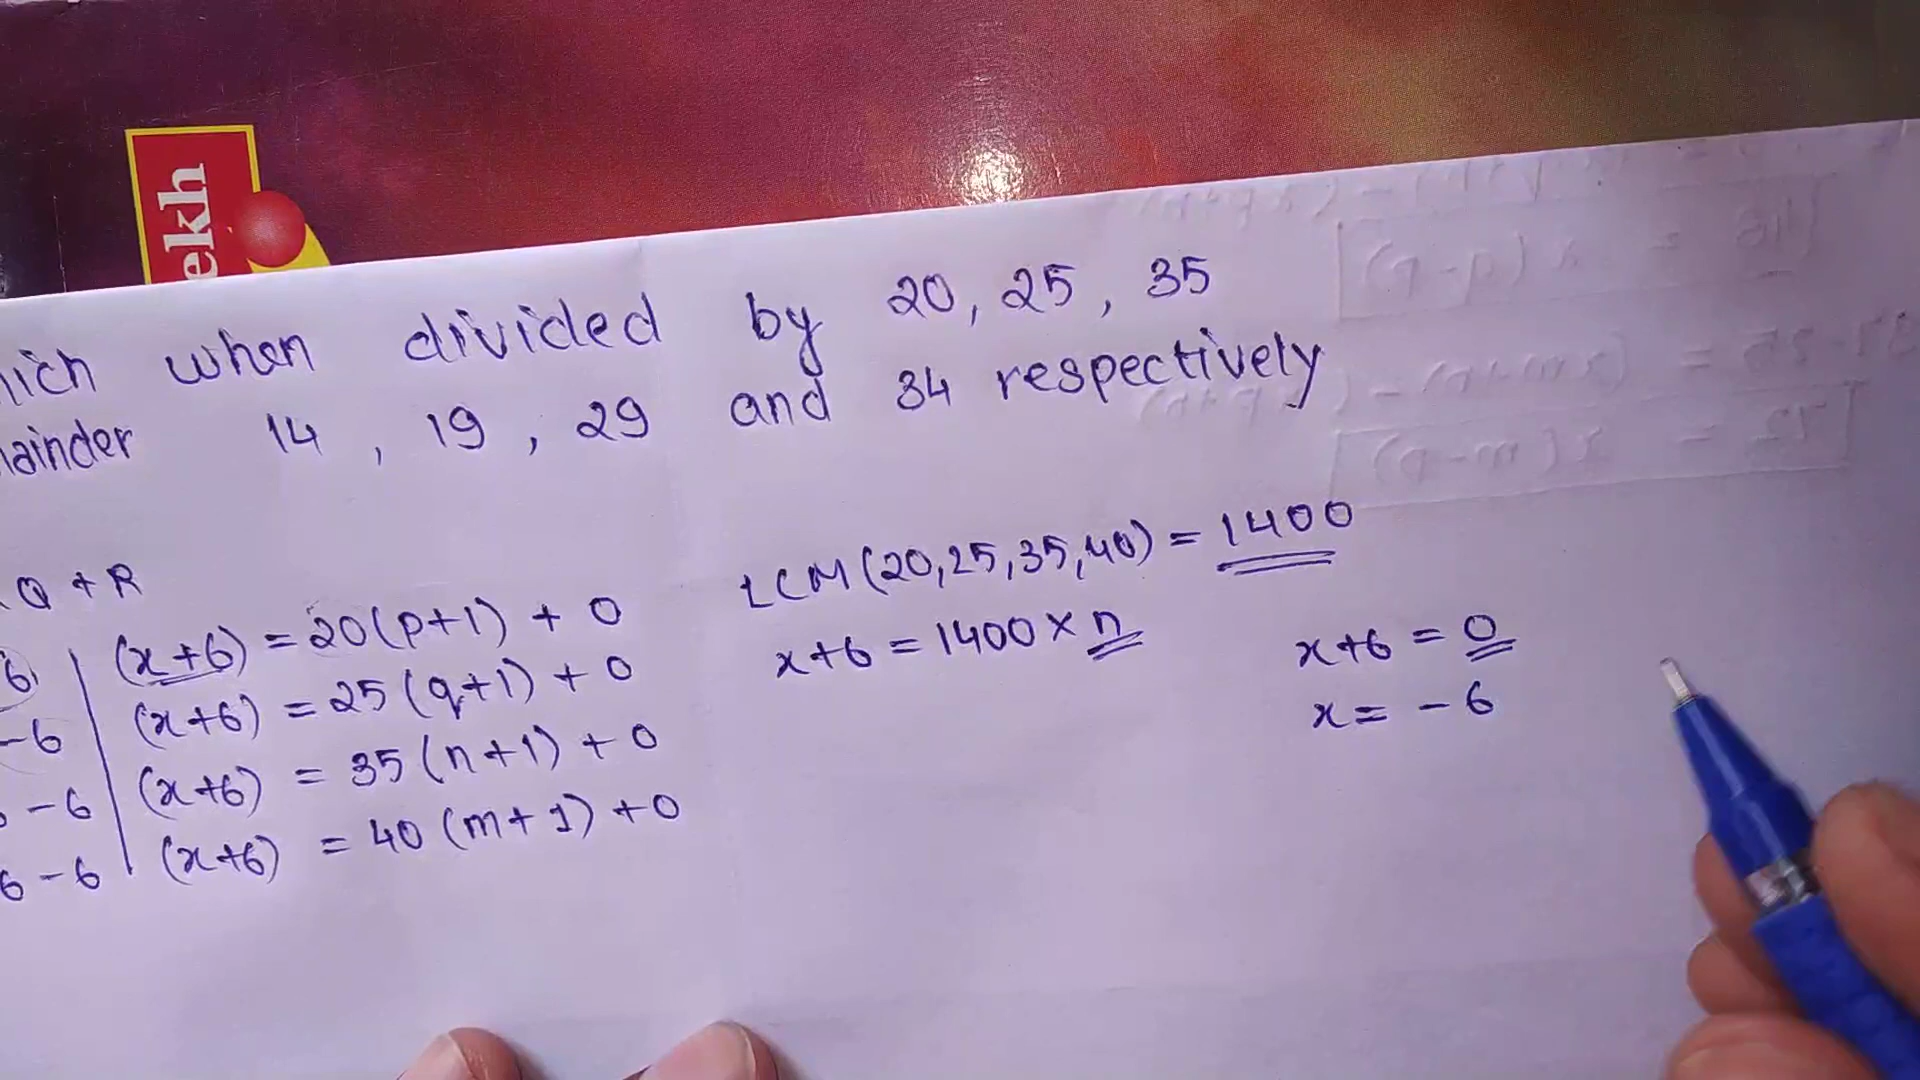 ekh
which when divided by 20, 25, 35
mainder 14, 19, 29 and 34 respectively
Q + R
LCM (20,25,35,40) = 1400
6 | (x+6) = 20(p+1) + 0
x+6 = 1400 × n
x+6 = 0
-6 | (x+6) = 25(q+1) + 0
x = -6
-6 | (x+6) = 35(n+1) + 0
6 -6 | (x+6) = 40(m+1) + 0